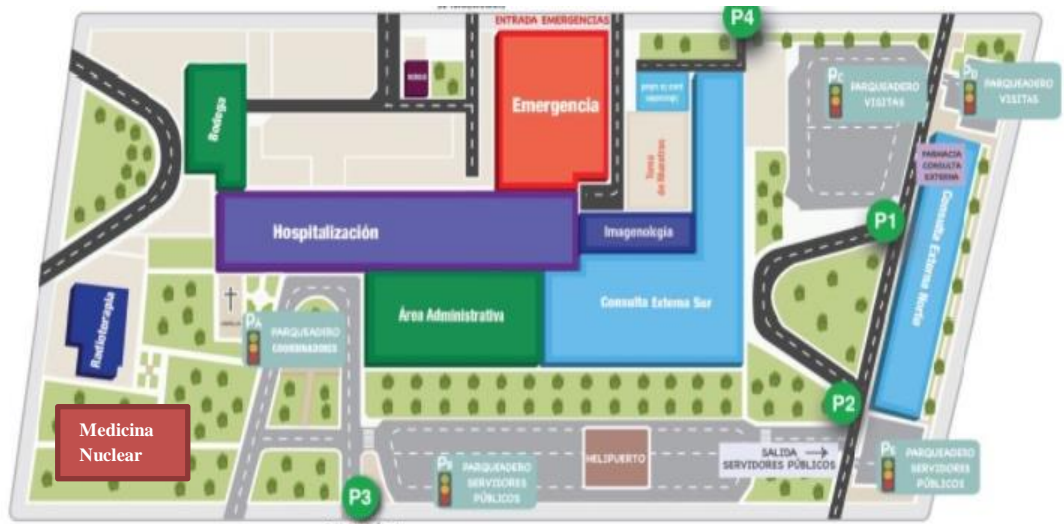 ENTRADA EMERGENCIAS
P4
Emergencia
Bodega
PC
PARQUEADERO
VISITAS
PD
PARQUEADERO
VISITAS
Toma
de Muestras
FARMACIA
CONSULTA
EXTERNA
P1
Hospitalización
Imagenología
Consulta Externa Norte
Radioterapia
Área Administrativa
Consulta Externa Sur
PA
PARQUEADERO
COORDINADORES
P2
Medicina
Nuclear
HELIPUERTO
SALIDA
SERVIDORES PÚBLICOS
PB
PARQUEADERO
SERVIDORES
PÚBLICOS
PE
PARQUEADERO
SERVIDORES
PÚBLICOS
P3